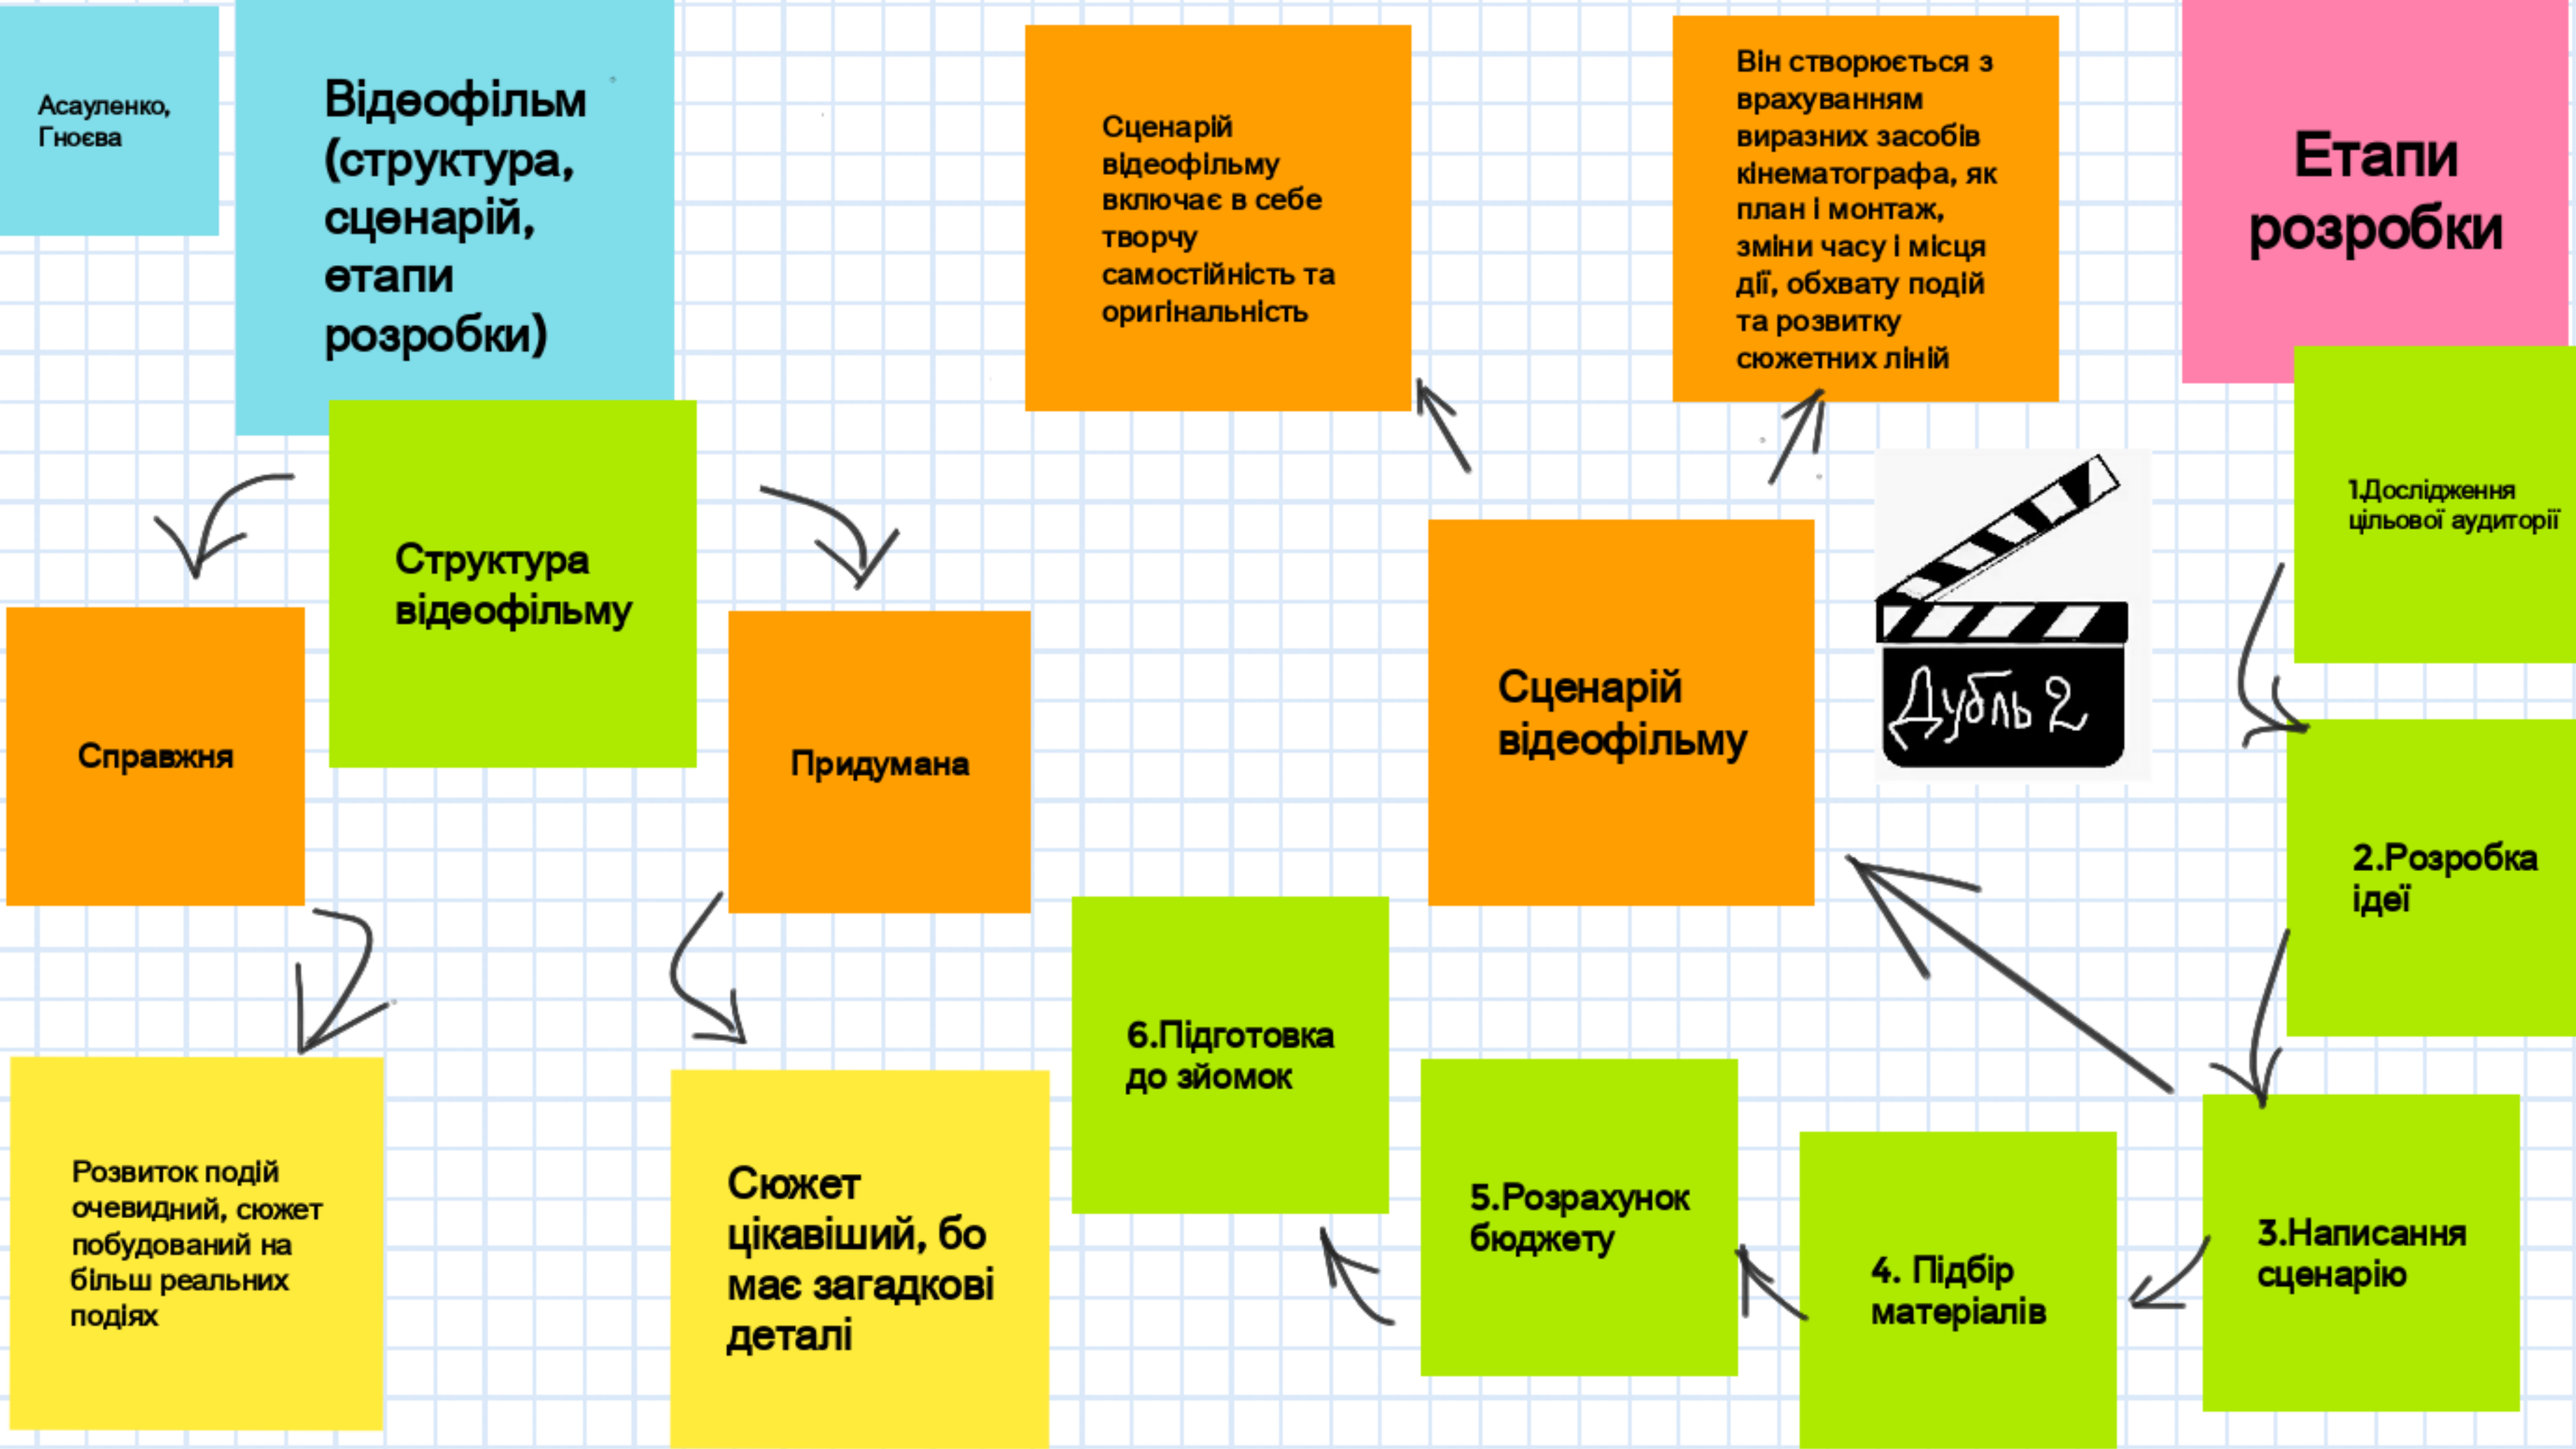 Асауленко,
Гноєва
Відеофільм
(структура,
сценарій,
етапи
розробки)
Структура
відеофільму
Справжня
Придумана
Розвиток подій
очевидний, сюжет
побудований на
більш реальних
подіях
Сюжет
цікавіший, бо
має загадкові
деталі
Сценарій
відеофільму
включає в себе
творчу
самостійність та
оригінальність
Він створюється з
врахуванням
виразних засобів
кінематографа, як
план і монтаж,
зміни часу і місця
дії, обхвату подій
та розвитку
сюжетних ліній
Сценарій
відеофільму
Дубль 2
Етапи
розробки
1.Дослідження
цільової аудиторії
2.Розробка
ідеї
3.Написання
сценарію
4. Підбір
матеріалів
5.Розрахунок
бюджету
6.Підготовка
до зйомок